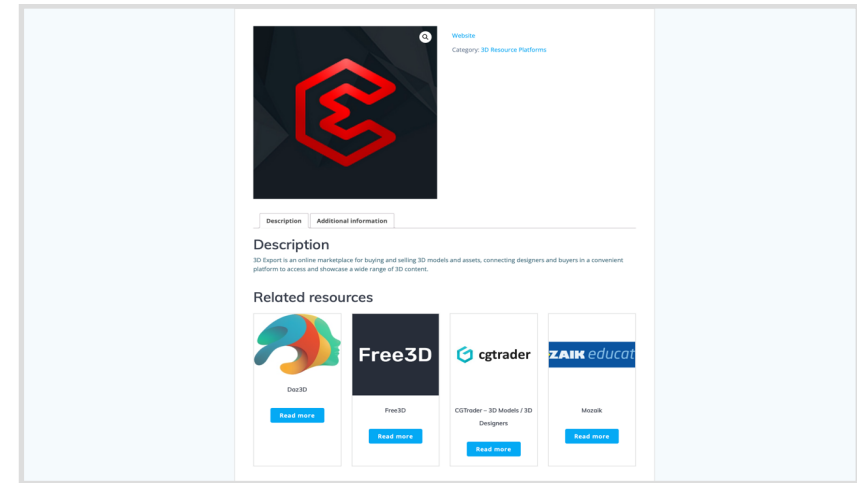 Website
Category: 3D Resource Platforms
Description
Additional information
Description
3D Export is an online marketplace for buying and selling 3D models and assets, connecting designers and buyers in a convenient
platform to access and showcase a wide range of 3D content.
Related resources
Free3D
cgtrader
ZAIK educat
Daz3D
Read more
Free3D
Read more
CGTrader – 3D Models / 3D
Designers
Read more
Mozaik
Read more